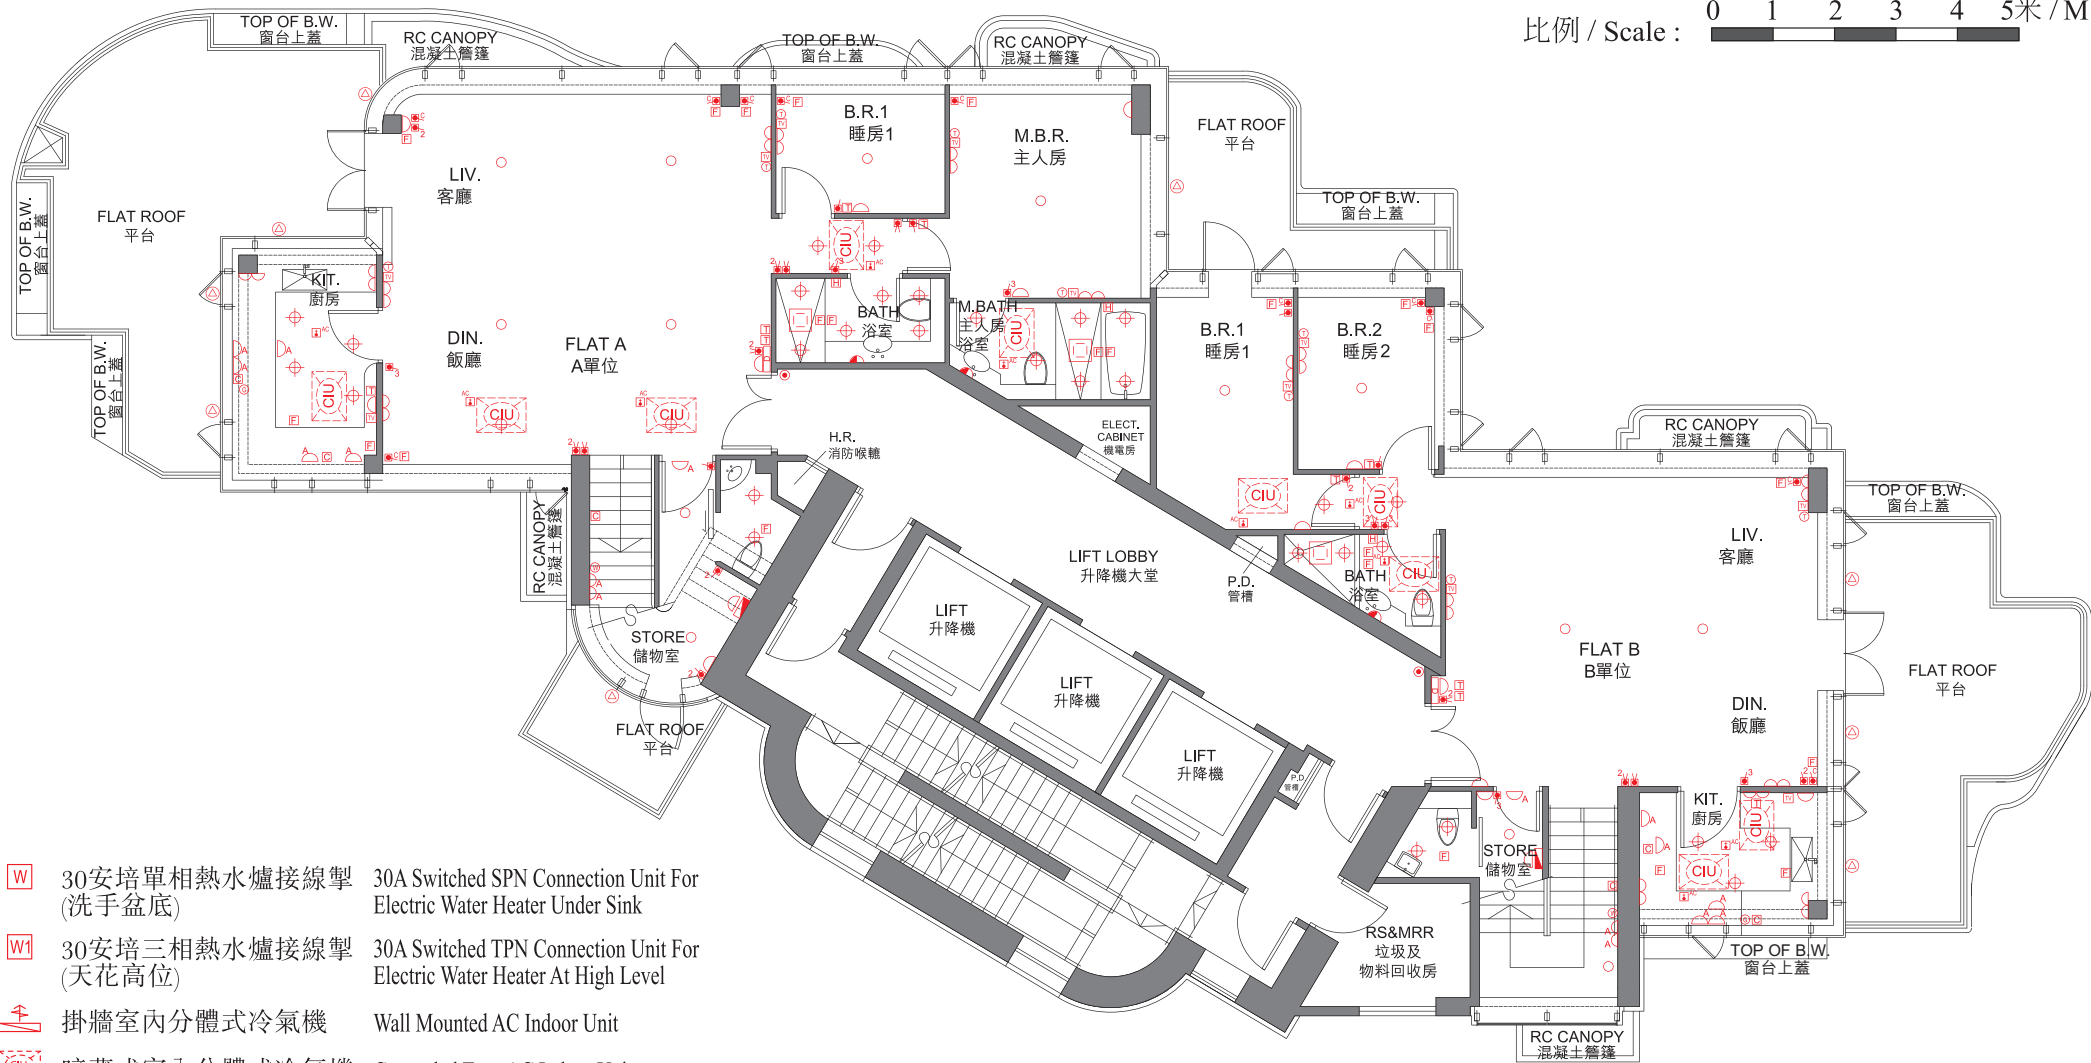 比例 / Scale :
0 1 2 3 4 5米 / M
TOP OF B.W.
窗台上蓋
RC CANOPY
混凝土簷篷
TOP OF B.W.
窗台上蓋
RC CANOPY
混凝土簷篷
FLAT ROOF
平台
B.R.1
睡房1
M.B.R.
主人房
FLAT ROOF
平台
LIV.
客廳
TOP OF B.W.
窗台上蓋
TOP OF B.W.
窗台上蓋
KIT.
廚房
CIU
BATH
浴室
M.BATH
主人房
浴室
CIU
DIN.
飯廳
FLAT A
A單位
B.R.1
睡房1
B.R.2
睡房2
TOP OF B.W.
窗台上蓋
CIU
CIU
CIU
H.R.
消防喉轆
ELECT.
CABINET
機電房
RC CANOPY
混凝土簷篷
CIU
CIU
TOP OF B.W.
窗台上蓋
RC CANOPY
混凝土簷篷
LIFT LOBBY
升降機大堂
P.D.
管槽
BATH
浴室
CIU
LIV.
客廳
LIFT
升降機
STORE
儲物室
FLAT B
B單位
FLAT ROOF
平台
LIFT
升降機
DIN.
飯廳
FLAT ROOF
平台
LIFT
升降機
P.D.
管槽
KIT.
廚房
CIU
CIU
STORE
儲物室
RS&MRR
垃圾及
物料回收房
TOP OF B.W.
窗台上蓋
RC CANOPY
混凝土簷篷
W 30安培單相熱水爐接線掣 30A Switched SPN Connection Unit For
(洗手盆底) Electric Water Heater Under Sink
W1 30安培三相熱水爐接線掣 30A Switched TPN Connection Unit For
(天花高位) Electric Water Heater At High Level
掛牆室內分體式冷氣機 Wall Mounted AC Indoor Unit